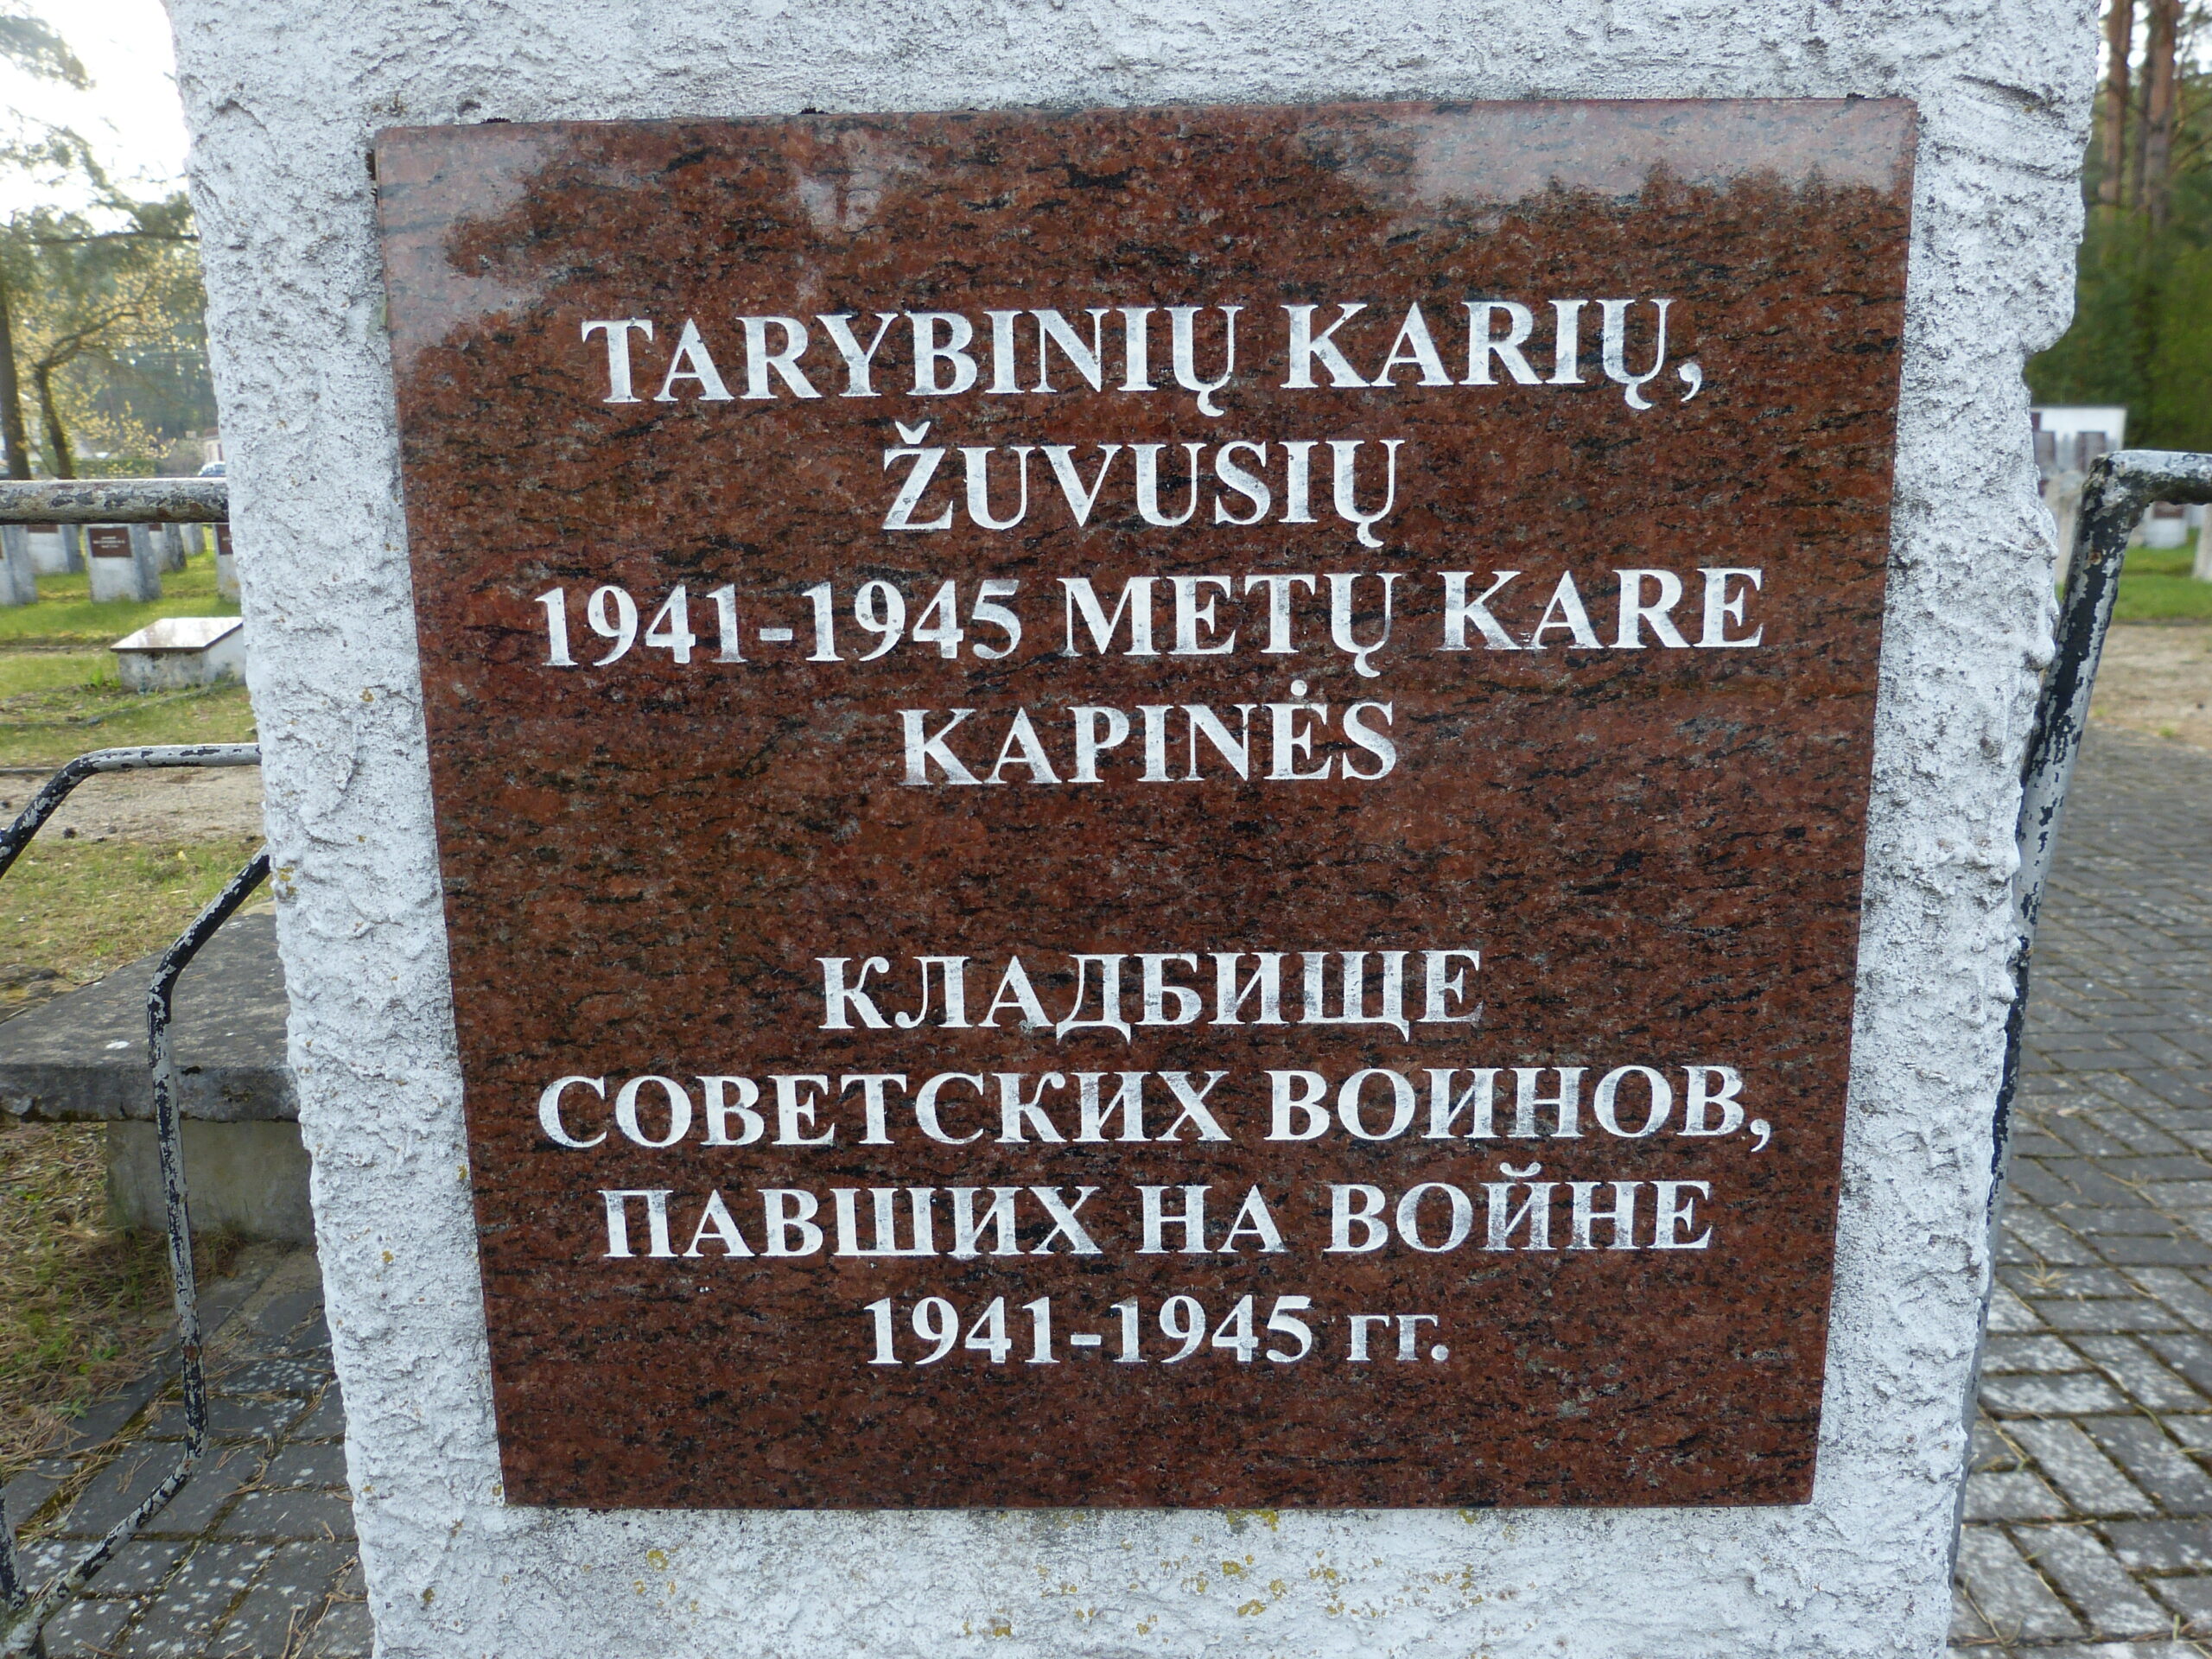 TARYBINIŲ KARIŲ,
ŽUVUSIŲ
1941-1945 METŲ KARE
KAPINĖS
КЛАДБИЩЕ
СОВЕТСКИХ ВОИНОВ,
ПАВШИХ НА ВОЙНЕ
1941-1945 гг.